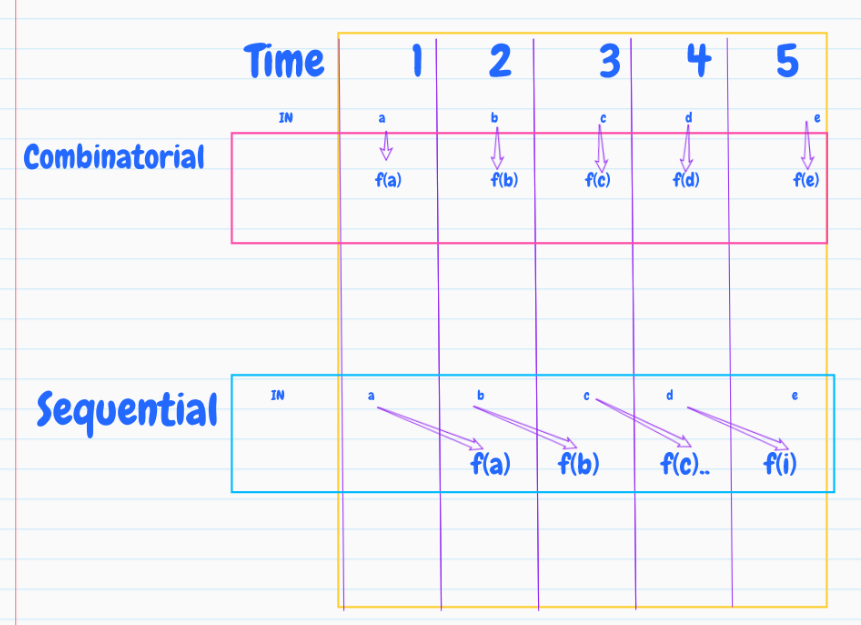 Time 1 2 3 4 5
IN a b c d e
Combinatorial
f(a) f(b) f(c) f(d) f(e)
IN a b c d e
Sequential
f(a) f(b) f(c).. f(i)